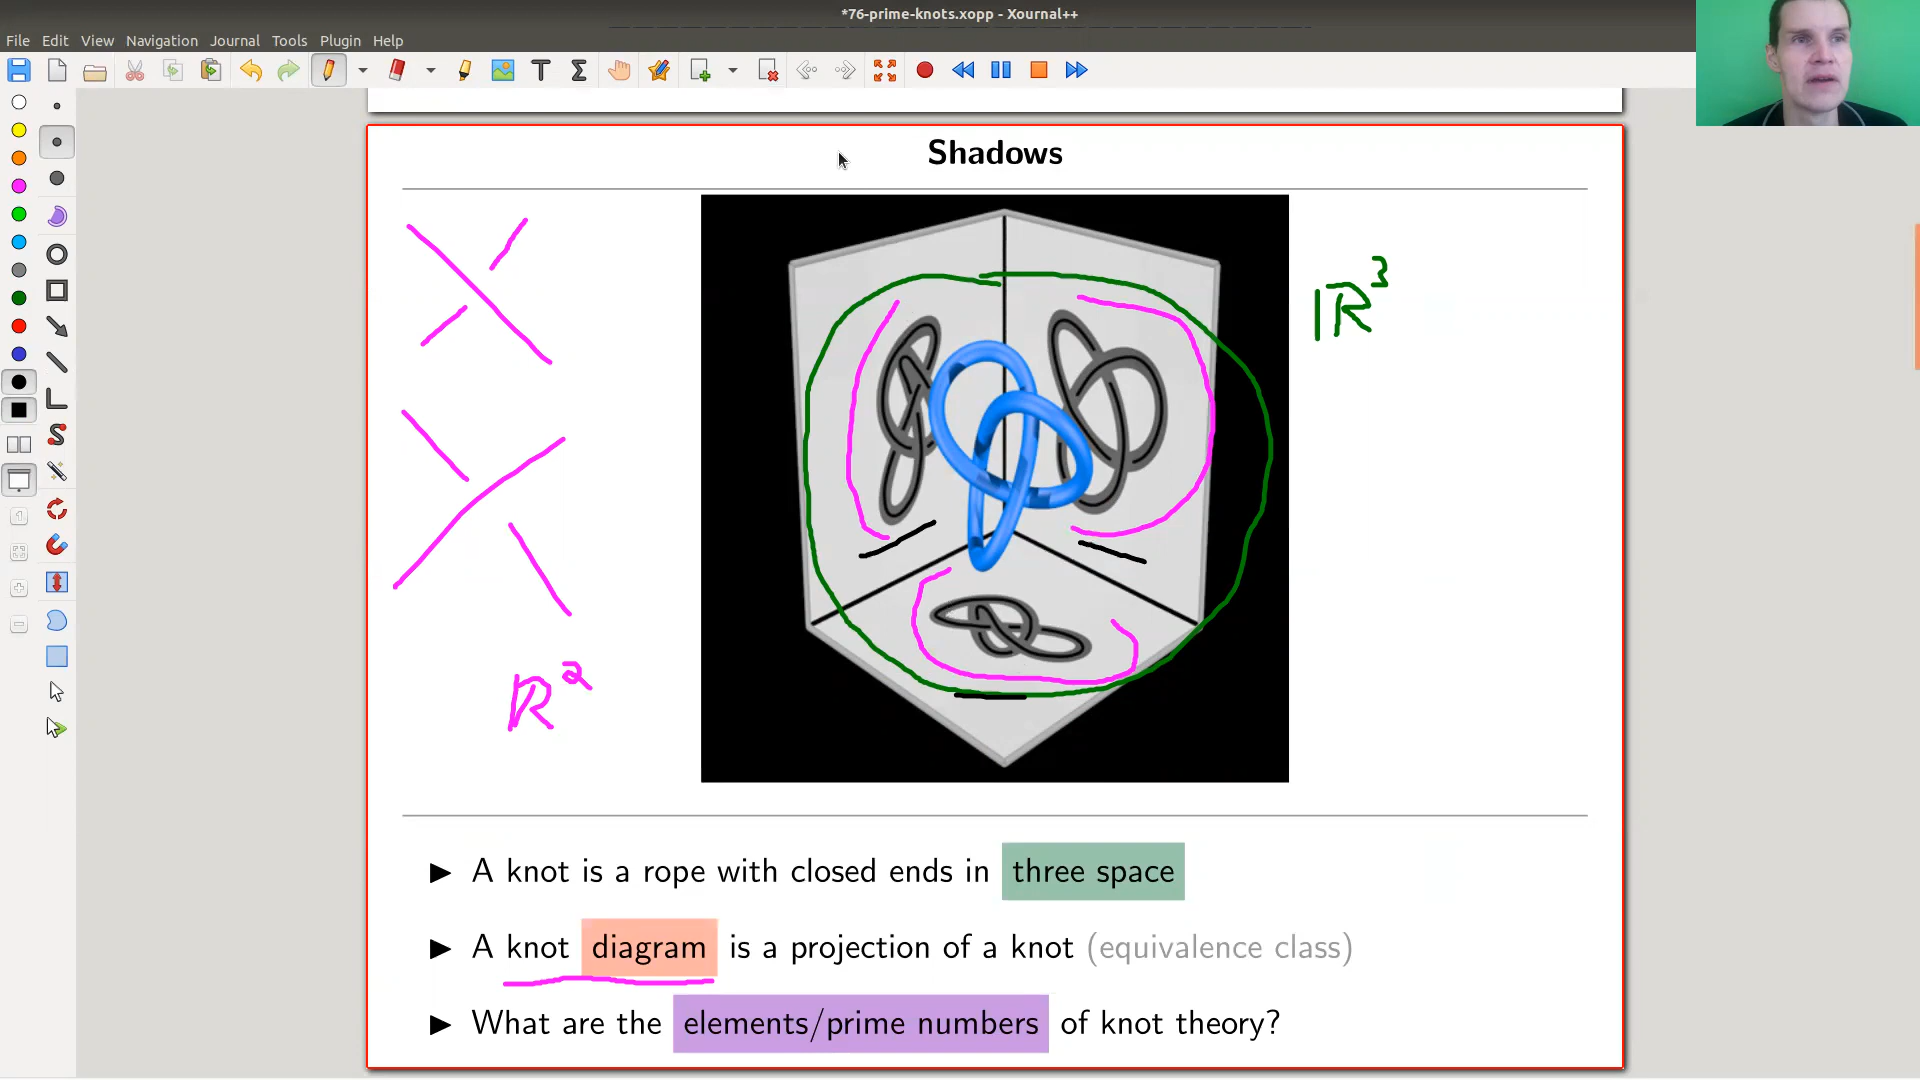 *76-prime-knots.xopp - Xournal++
File Edit View Navigation Journal Tools Plugin Help
Shadows
ℝ³
ℝ²
▶ A knot is a rope with closed ends in three space
▶ A knot diagram is a projection of a knot (equivalence class)
▶ What are the elements/prime numbers of knot theory?